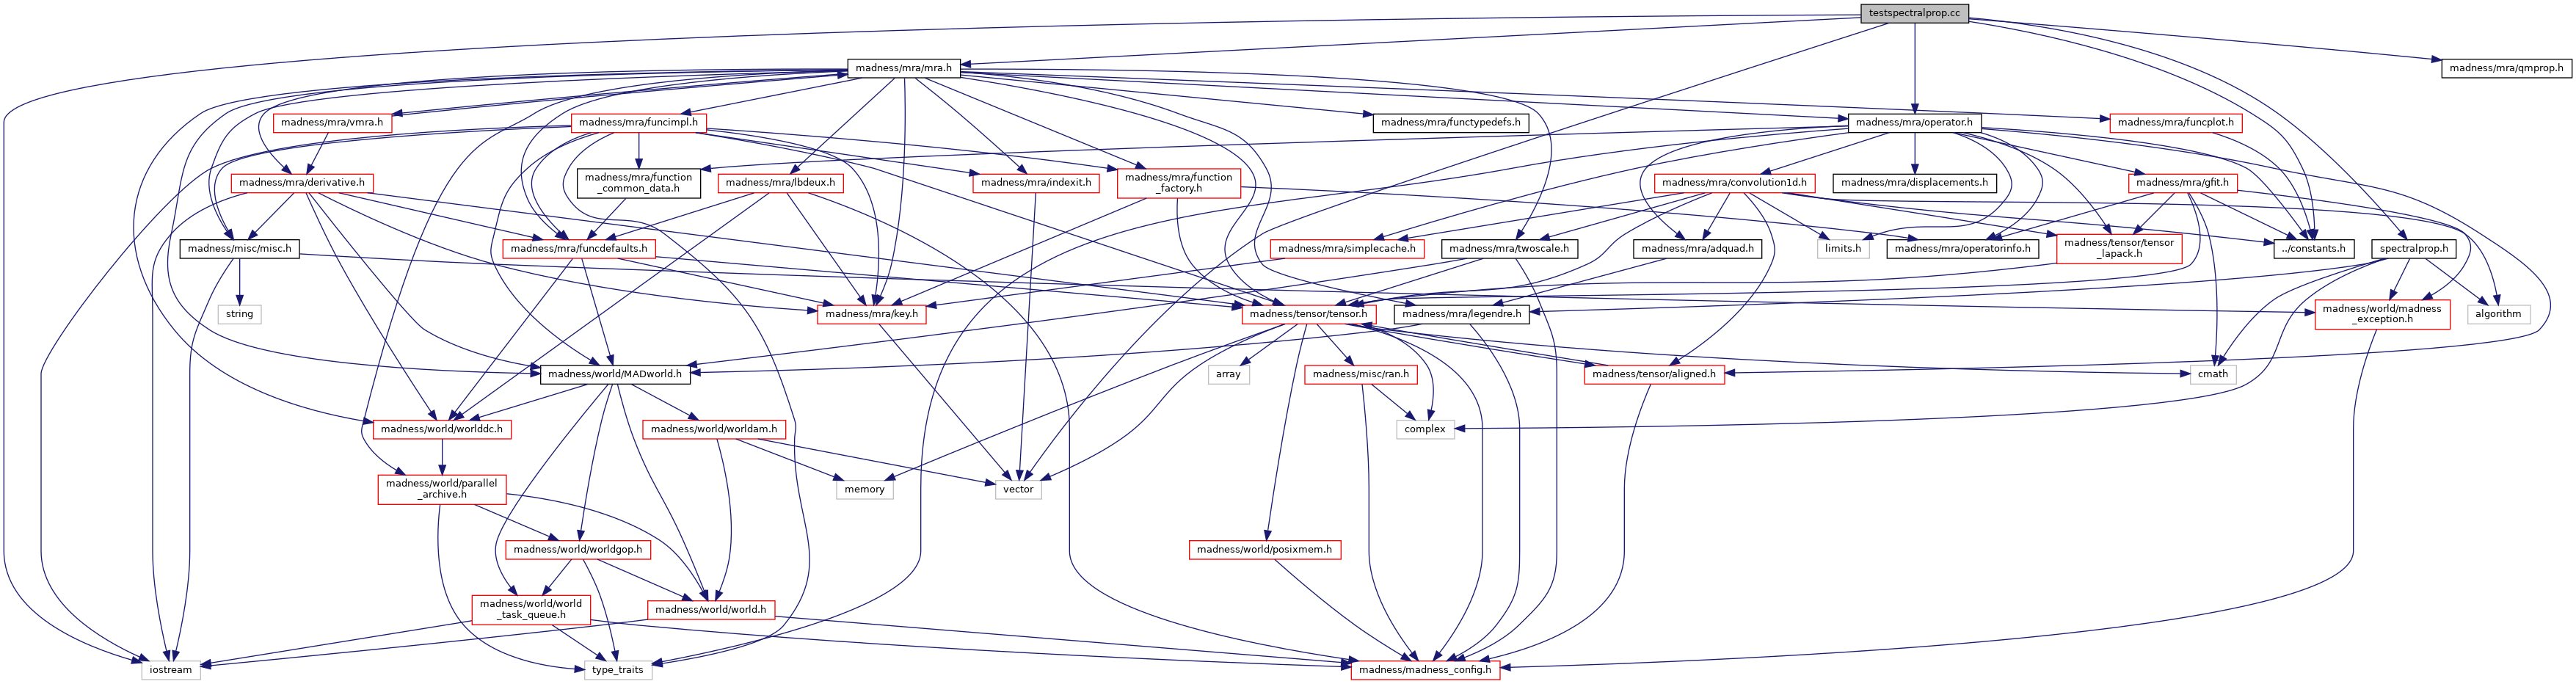 testspectralprop.cc
madness/mra/mra.h
madness/mra/qmprop.h
madness/mra/vmra.h
madness/mra/funcimpl.h
madness/mra/functypedefs.h
madness/mra/operator.h
madness/mra/funcplot.h
madness/mra/derivative.h
madness/mra/function
_common_data.h
madness/mra/lbdeux.h
madness/mra/indexit.h
madness/mra/function
_factory.h
madness/mra/convolution1d.h
madness/mra/displacements.h
madness/mra/gfit.h
madness/misc/misc.h
madness/mra/funcdefaults.h
madness/mra/simplecache.h
madness/mra/twoscale.h
madness/mra/adquad.h
limits.h
madness/mra/operatorinfo.h
madness/tensor/tensor
_lapack.h
../constants.h
spectralprop.h
string
madness/mra/key.h
madness/tensor/tensor.h
madness/mra/legendre.h
madness/world/madness
_exception.h
algorithm
madness/world/MADworld.h
array
madness/misc/ran.h
madness/tensor/aligned.h
cmath
madness/world/worlddc.h
madness/world/worldam.h
complex
madness/world/parallel
_archive.h
memory
vector
madness/world/worldgop.h
madness/world/posixmem.h
madness/world/world
_task_queue.h
madness/world/world.h
iostream
type_traits
madness/madness_config.h